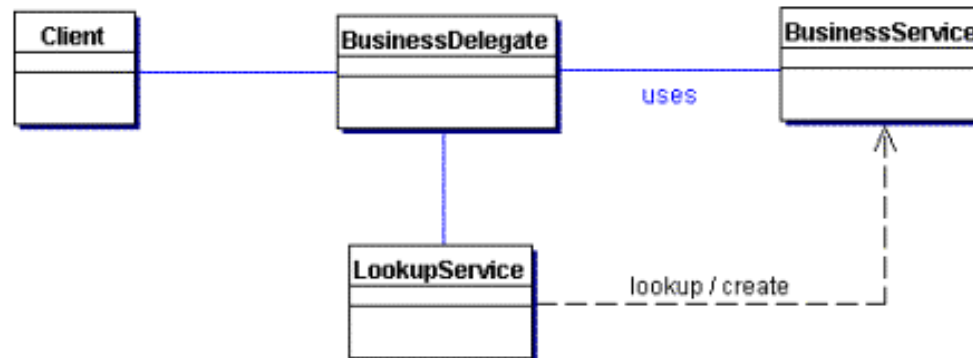 Client
BusinessDelegate
BusinessService
uses
LookupService
lookup / create